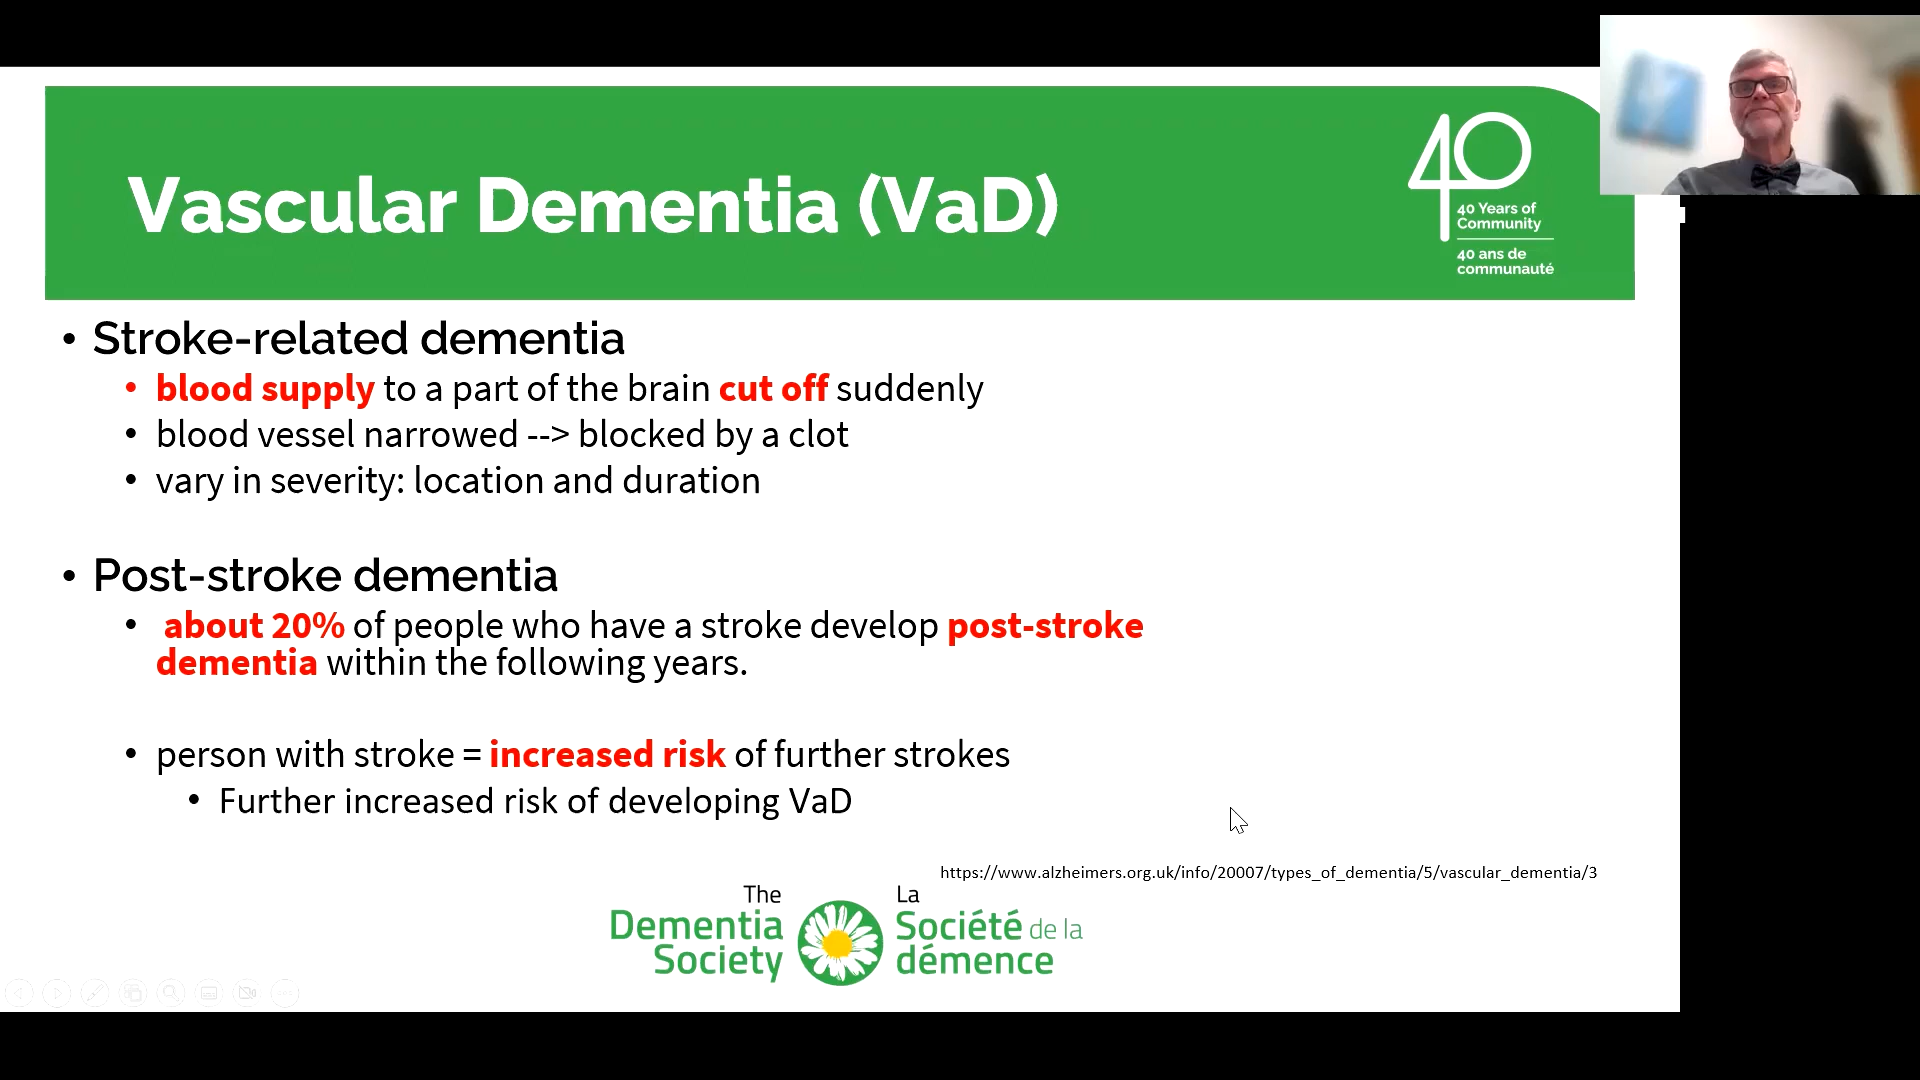 Vascular Dementia (VaD)
40
40 Years of
Community
40 ans de
communauté
• Stroke-related dementia
• blood supply to a part of the brain cut off suddenly
• blood vessel narrowed --> blocked by a clot
• vary in severity: location and duration
• Post-stroke dementia
• about 20% of people who have a stroke develop post-stroke
dementia within the following years.
• person with stroke = increased risk of further strokes
• Further increased risk of developing VaD
https://www.alzheimers.org.uk/info/20007/types_of_dementia/5/vascular_dementia/3
The
Dementia
Society
La
Société de la
démence